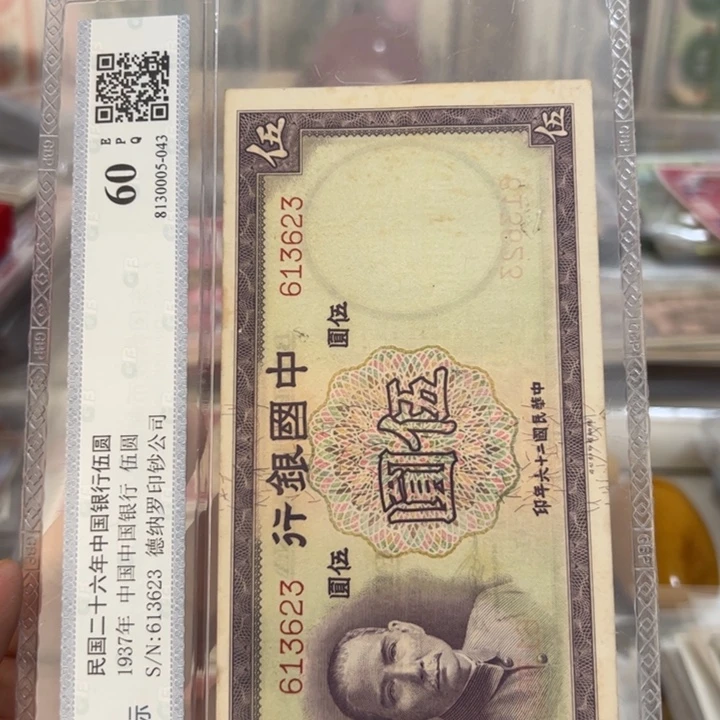 民国二十六年中国银行伍圆
1937年 中国中国银行 伍圆
S/N:613623 德纳罗印钞公司
60
E
P Q
8130005-043
示
伍
伍
613623
613623
中國銀行
伍圓
伍圓
伍圓
中華民國二十六年印